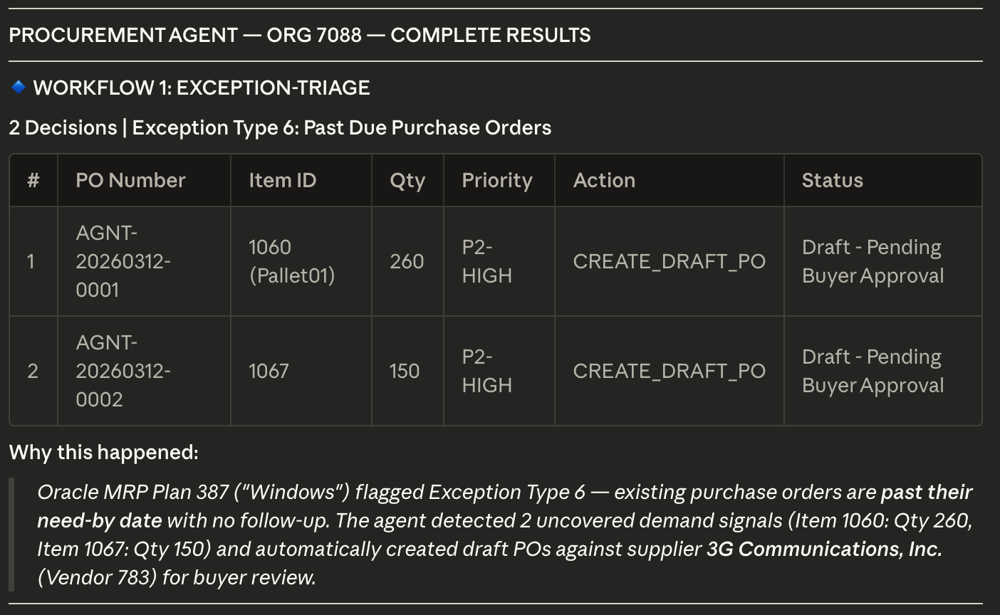 PROCUREMENT AGENT — ORG 7088 — COMPLETE RESULTS
WORKFLOW 1: EXCEPTION-TRIAGE
2 Decisions | Exception Type 6: Past Due Purchase Orders
# PO Number Item ID Qty Priority Action Status
1 AGNT-20260312-0001 1060 (Pallet01) 260 P2-HIGH CREATE_DRAFT_PO Draft - Pending Buyer Approval
2 AGNT-20260312-0002 1067 150 P2-HIGH CREATE_DRAFT_PO Draft - Pending Buyer Approval
Why this happened:
Oracle MRP Plan 387 ("Windows") flagged Exception Type 6 — existing purchase orders are past their
need-by date with no follow-up. The agent detected 2 uncovered demand signals (Item 1060: Qty 260,
Item 1067: Qty 150) and automatically created draft POs against supplier 3G Communications, Inc.
(Vendor 783) for buyer review.